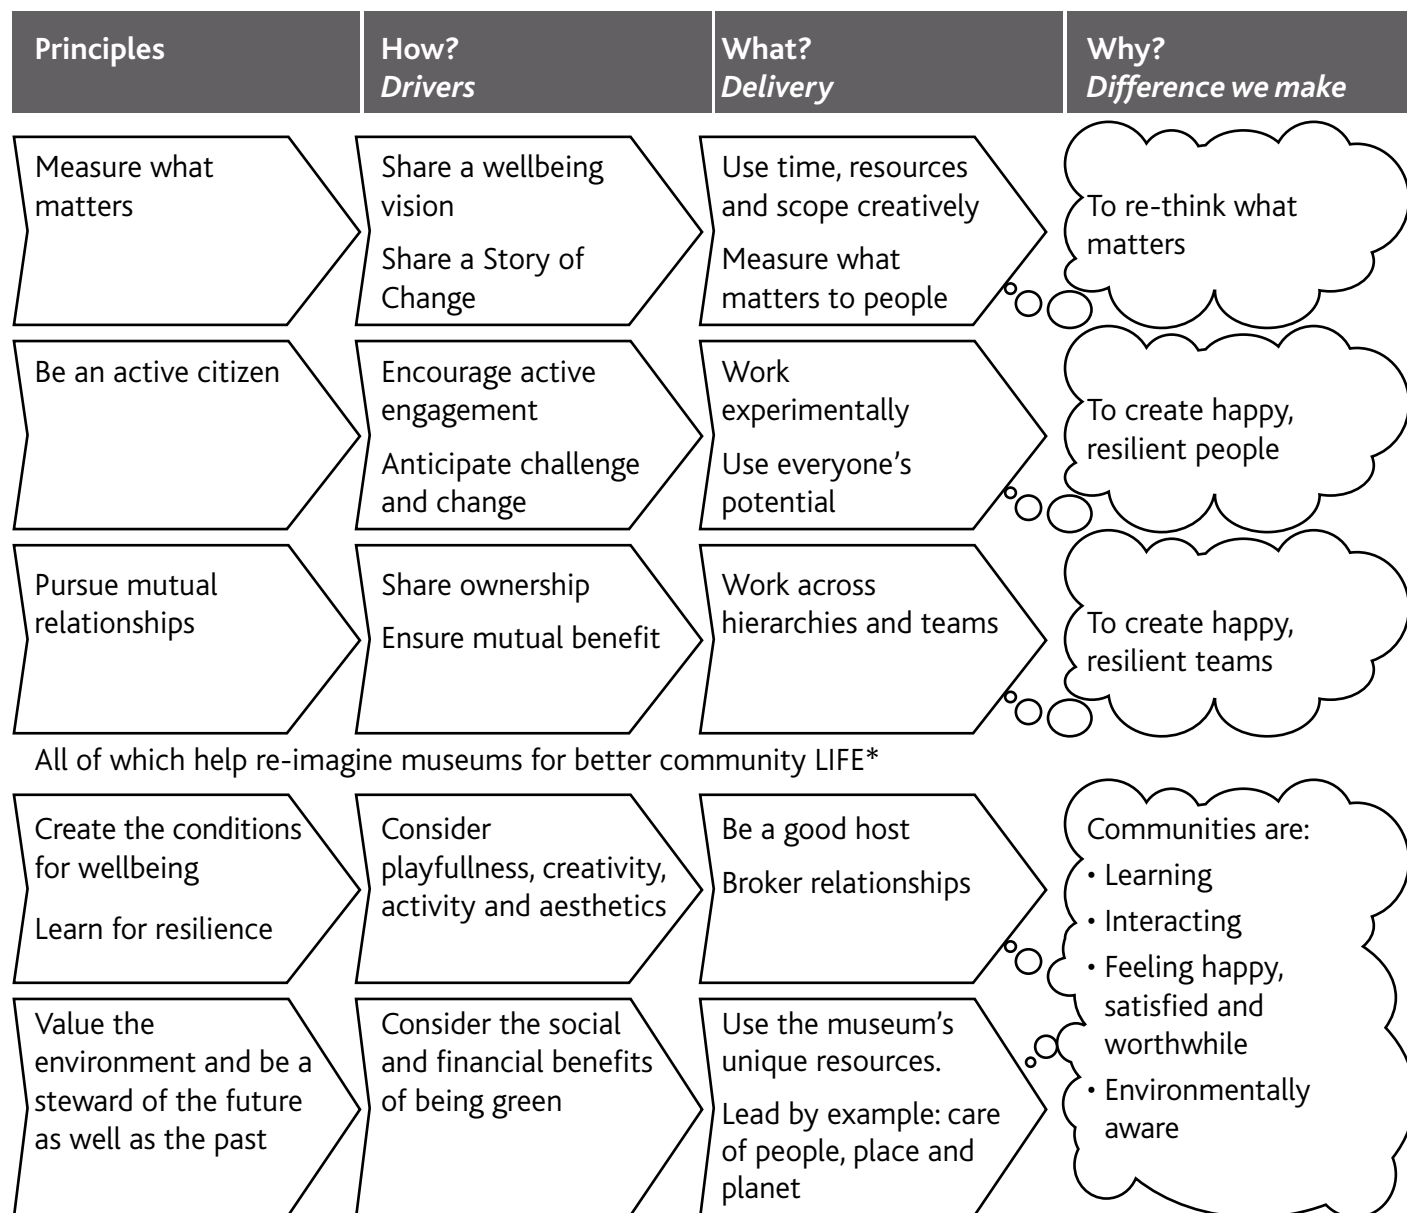 Principles
How?
Drivers
What?
Delivery
Why?
Difference we make
Measure what
matters
Share a wellbeing
vision
Share a Story of
Change
Use time, resources
and scope creatively
Measure what
matters to people
To re-think what
matters
Be an active citizen
Encourage active
engagement
Anticipate challenge
and change
Work
experimentally
Use everyone’s
potential
To create happy,
resilient people
Pursue mutual
relationships
Share ownership
Ensure mutual benefit
Work across
hierarchies and teams
To create happy,
resilient teams
All of which help re-imagine museums for better community LIFE*
Create the conditions
for wellbeing
Learn for resilience
Consider
playfullness, creativity,
activity and aesthetics
Be a good host
Broker relationships
Communities are:
• Learning
• Interacting
• Feeling happy,
satisfied and
worthwhile
• Environmentally
aware
Value the
environment and be a
steward of the future
as well as the past
Consider the social
and financial benefits
of being green
Use the museum’s
unique resources.
Lead by example: care
of people, place and
planet